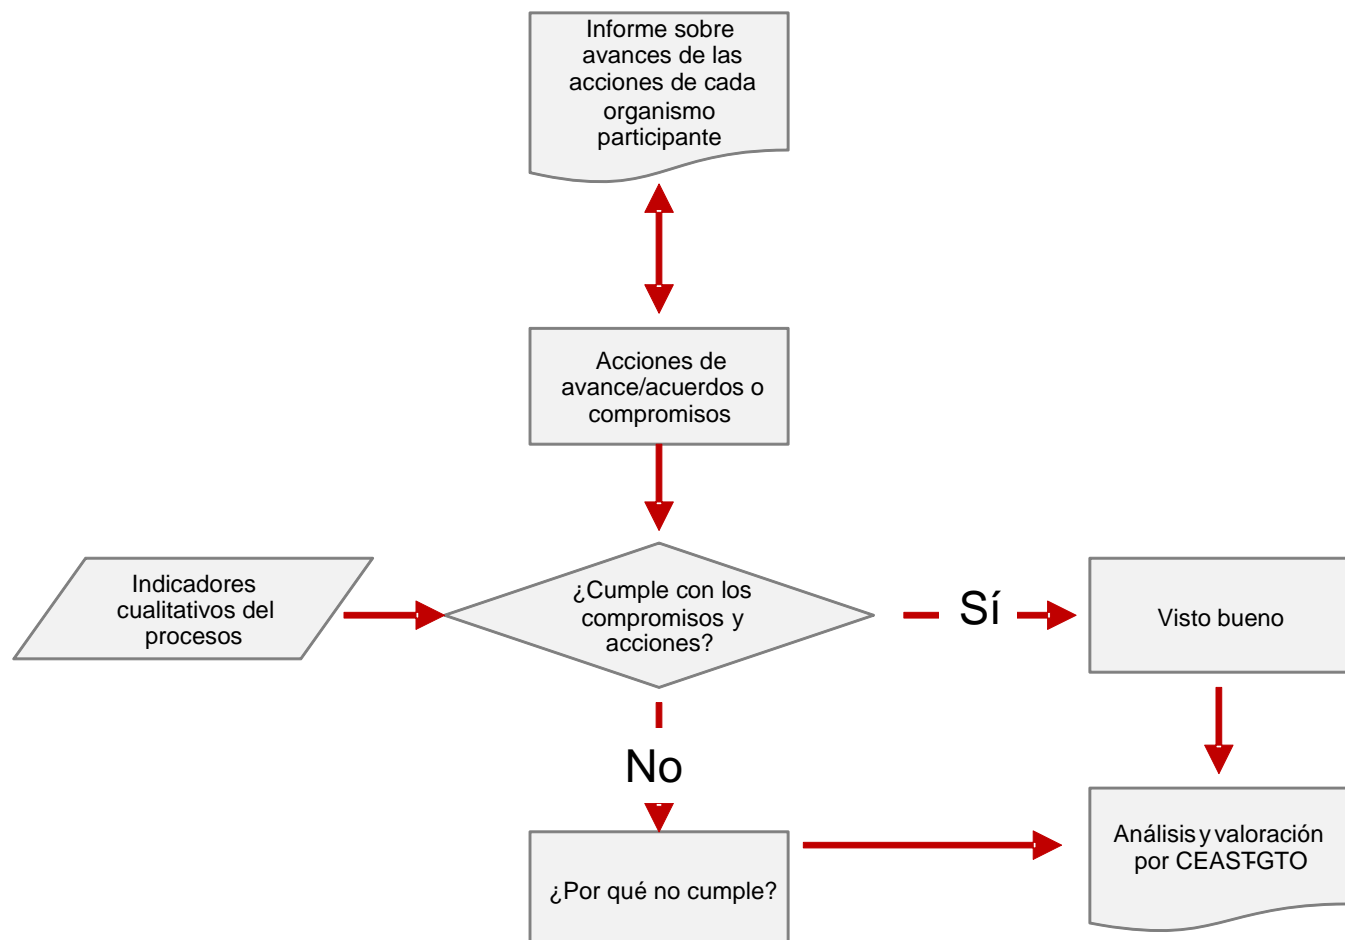 Informe sobre
avances de las
acciones de cada
organismo
participante
Acciones de
avance/acuerdos o
compromisos
Indicadores
cualitativos del
procesos
¿Cumple con los
compromisos y
acciones?
Sí
Visto bueno
No
¿Por qué no cumple?
Análisis y valoración
por CEAST-GTO